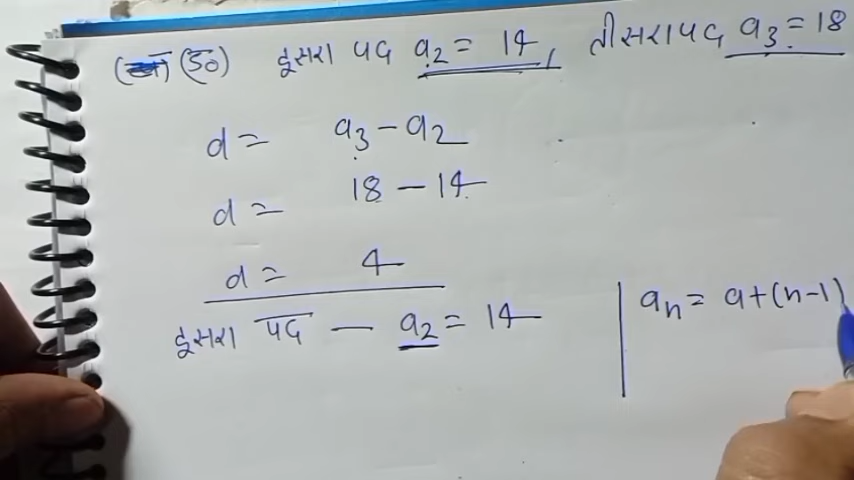 (उ०) दूसरा पद a₂ = 14, तीसरा पद a₃ = 18
d = a₃ - a₂
d = 18 - 14
d = 4
दूसरा पद - a₂ = 14
aₙ = a+(n-1)